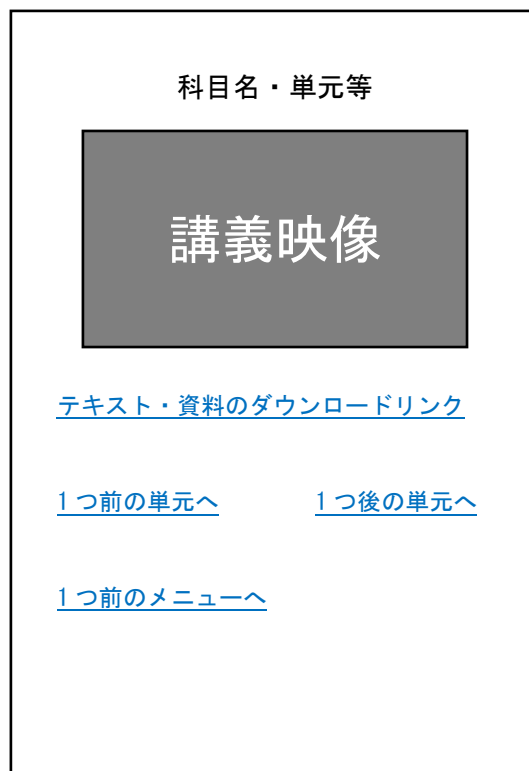 科目名・単元等
講義映像
テキスト・資料のダウンロードリンク
1つ前の単元へ 1つ後の単元へ
1つ前のメニューへ